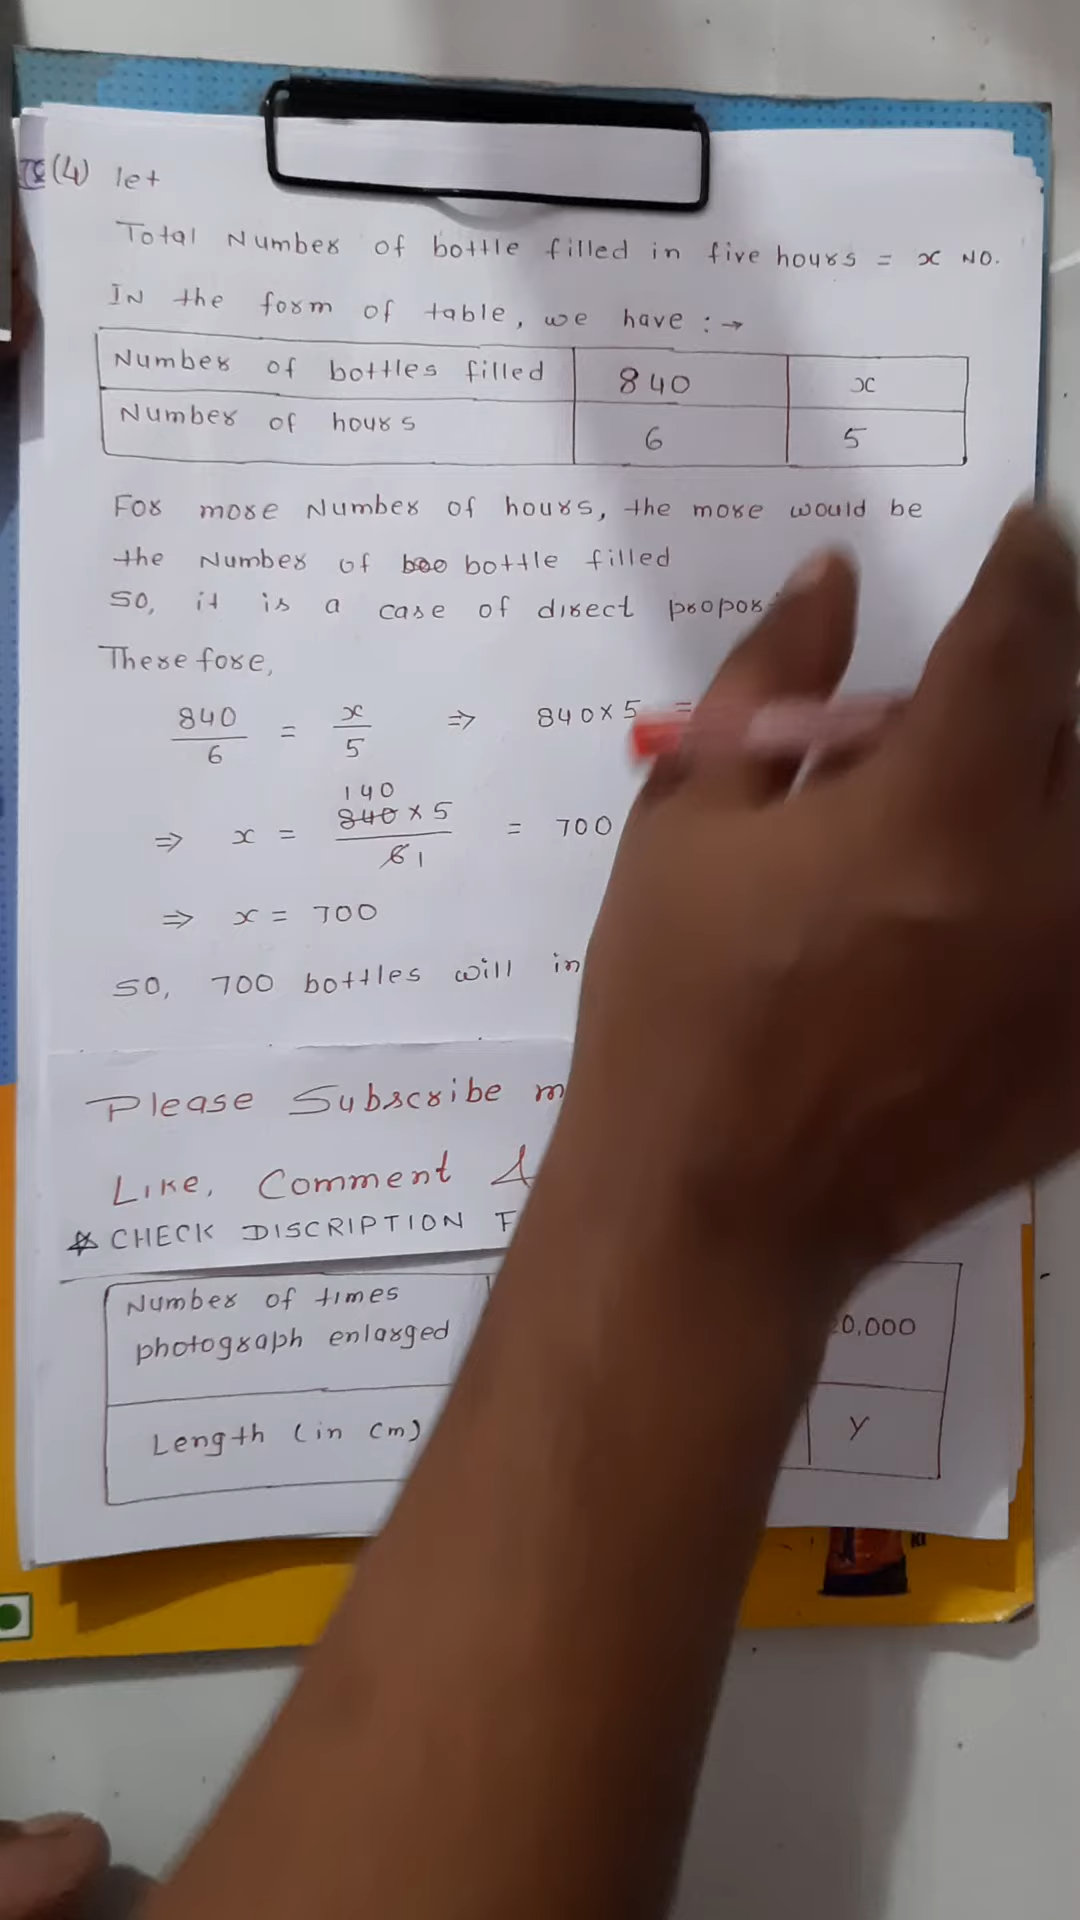 (4) let
Total Number of bottle filled in five hours = x NO.
IN the form of table, we have : →
Number of bottles filled 840 x
Number of hours 6 5
For more Number of hours, the more would be
the Number of boo bottle filled
SO, it is a case of direct propor
Therefore,
840/6 = x/5 ⇒ 840×5 =
140
⇒ x = 840 × 5 / 6 1 = 700
⇒ x = 700
SO, 700 bottles will in
Please Subscribe m
Like, Comment &
* CHECK DISCRIPTION F
Number of times
photograph enlarged 20,000
Length (in cm) Y